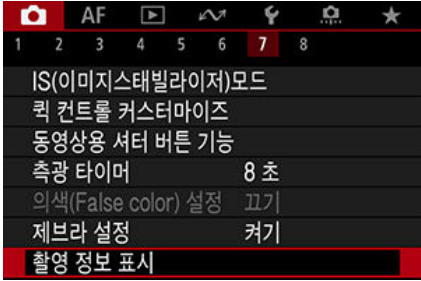 AF
1 2 3 4 5 6 7 8
IS(이미지스태빌라이저)모드
퀵 컨트롤 커스터마이즈
동영상용 셔터 버튼 기능
측광 타이머 8 초
의색(False color) 설정 끄기
제브라 설정 켜기
촬영 정보 표시